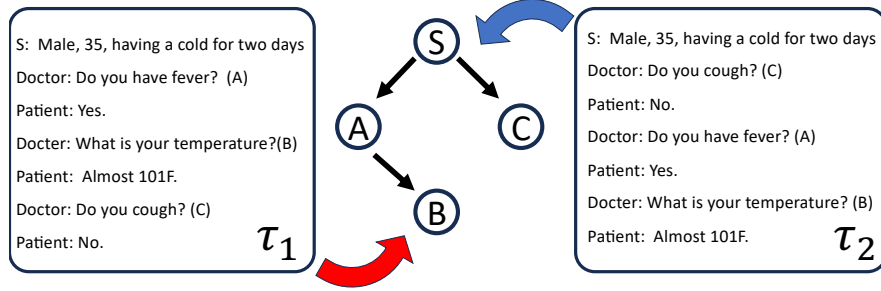 S:  Male, 35, having a cold for two days
Doctor: Do you have fever?  (A)
Patient: Yes.
Docter: What is your temperature?(B)
Patient:  Almost 101F.
Doctor: Do you cough? (C)
Patient: No.
τ1
S
A
C
B
S:  Male, 35, having a cold for two days
Doctor: Do you cough? (C)
Patient: No.
Doctor: Do you have fever? (A)
Patient: Yes.
Docter: What is your temperature? (B)
Patient:  Almost 101F.
τ2